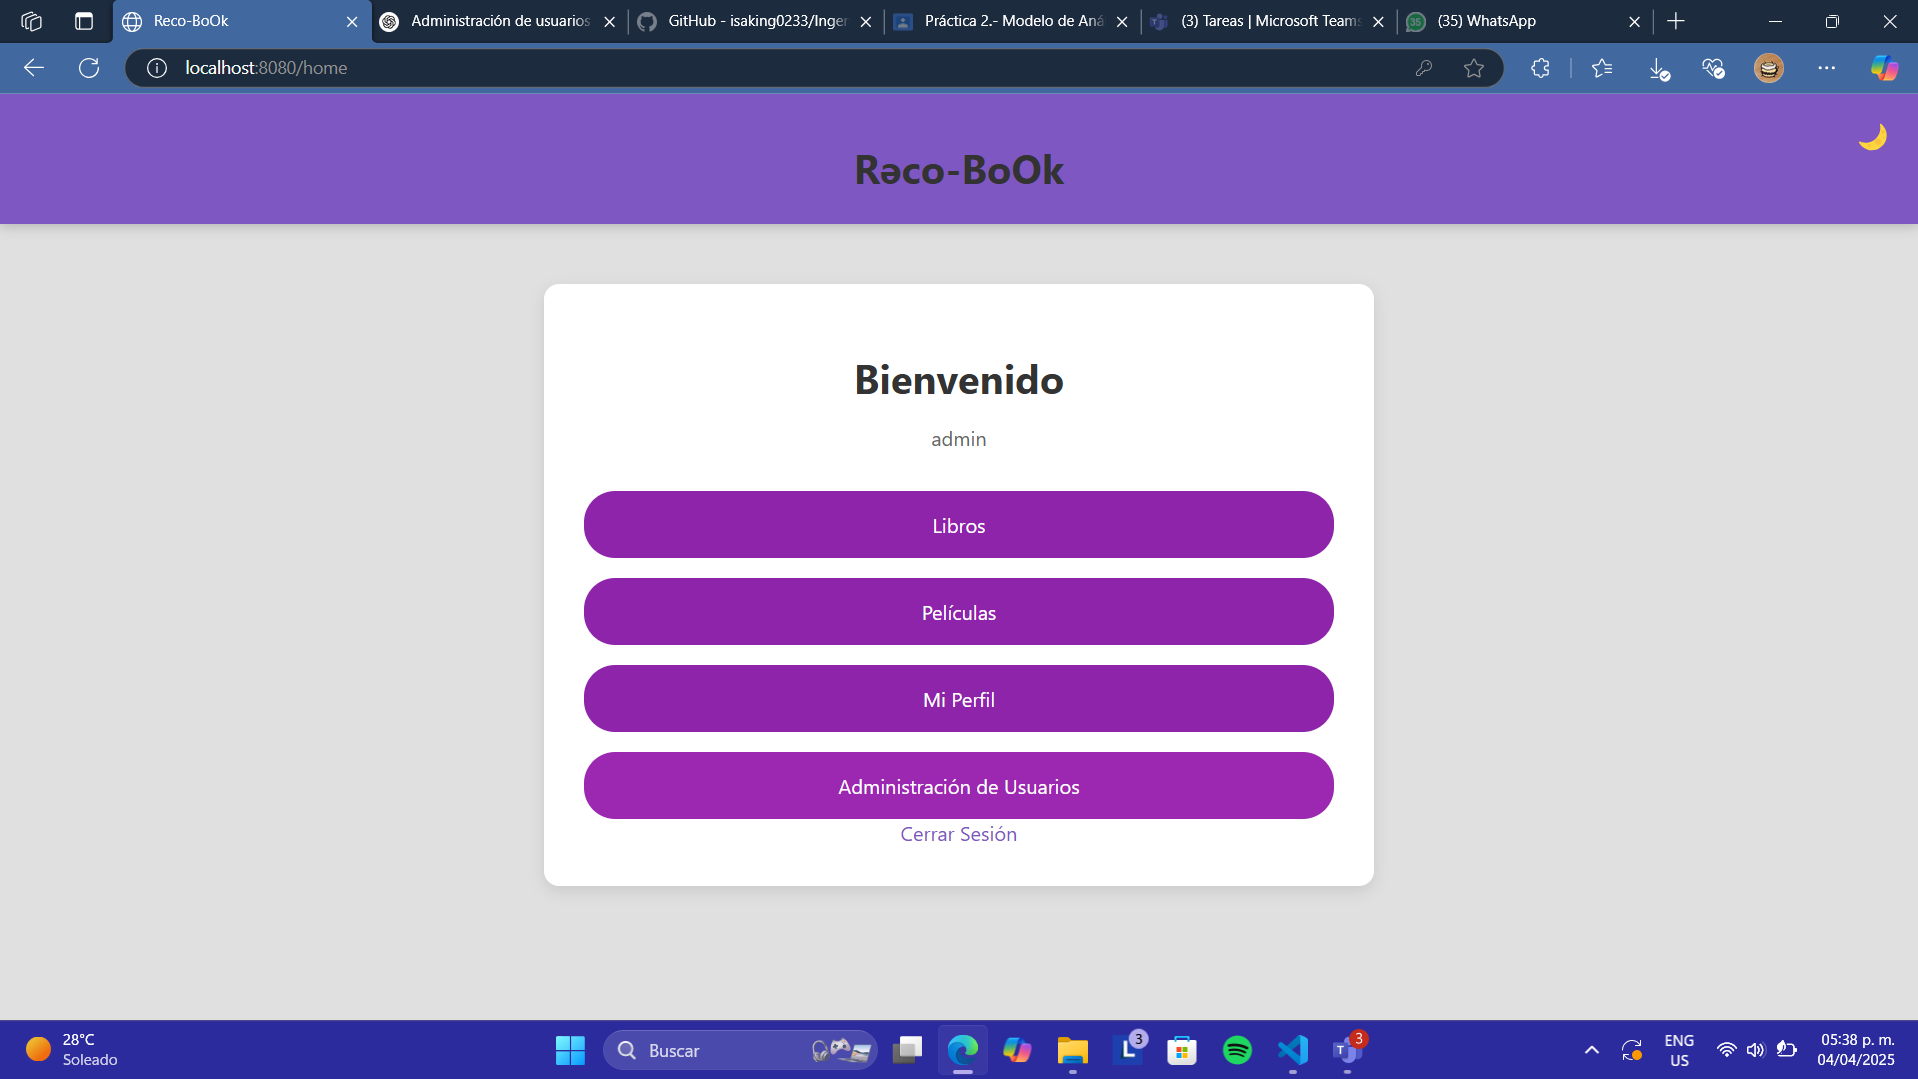 Reco-BoOk
Administración de usuarios
GitHub - isaking0233/Inger
Práctica 2.- Modelo de Aná
(3) Tareas | Microsoft Teams
35
(35) WhatsApp
localhost:8080/home
Rəco-BoOk
Bienvenido
admin
Libros
Películas
Mi Perfil
Administración de Usuarios
Cerrar Sesión
28°C
Soleado
Buscar
L
3
T
3
ENG
US
05:38 p. m.
04/04/2025